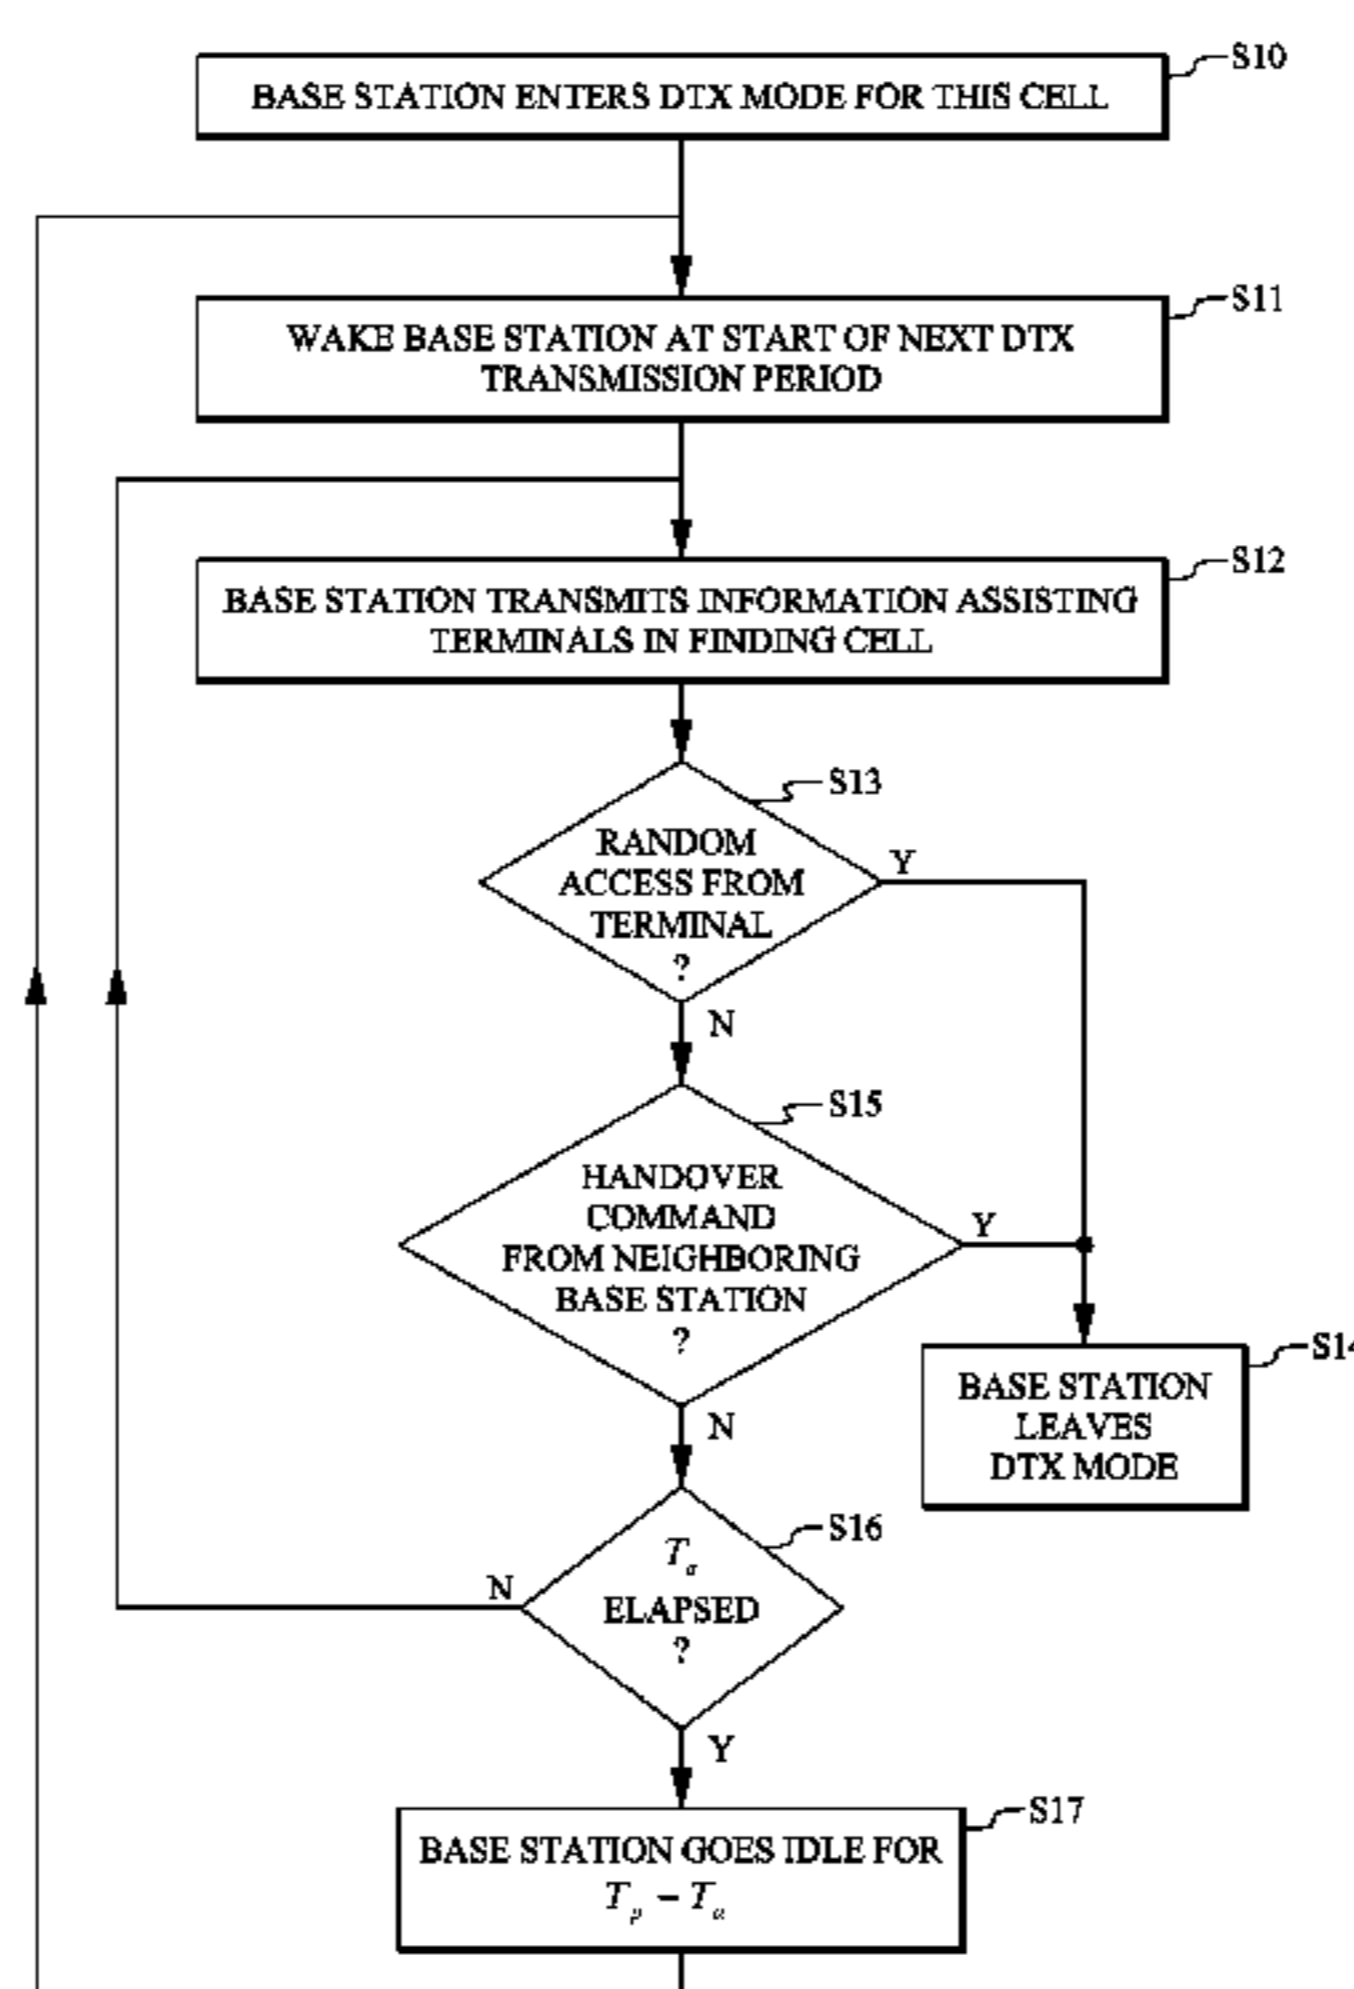 S10
BASE STATION ENTERS DTX MODE FOR THIS CELL
S11
WAKE BASE STATION AT START OF NEXT DTX
TRANSMISSION PERIOD
S12
BASE STATION TRANSMITS INFORMATION ASSISTING
TERMINALS IN FINDING CELL
S13
RANDOM
ACCESS FROM
TERMINAL
?
Y
N
S15
HANDOVER
COMMAND
FROM NEIGHBORING
BASE STATION
?
Y
N
S14
BASE STATION
LEAVES
DTX MODE
S16
Ta
ELAPSED
?
N
Y
S17
BASE STATION GOES IDLE FOR
Tp – Ta